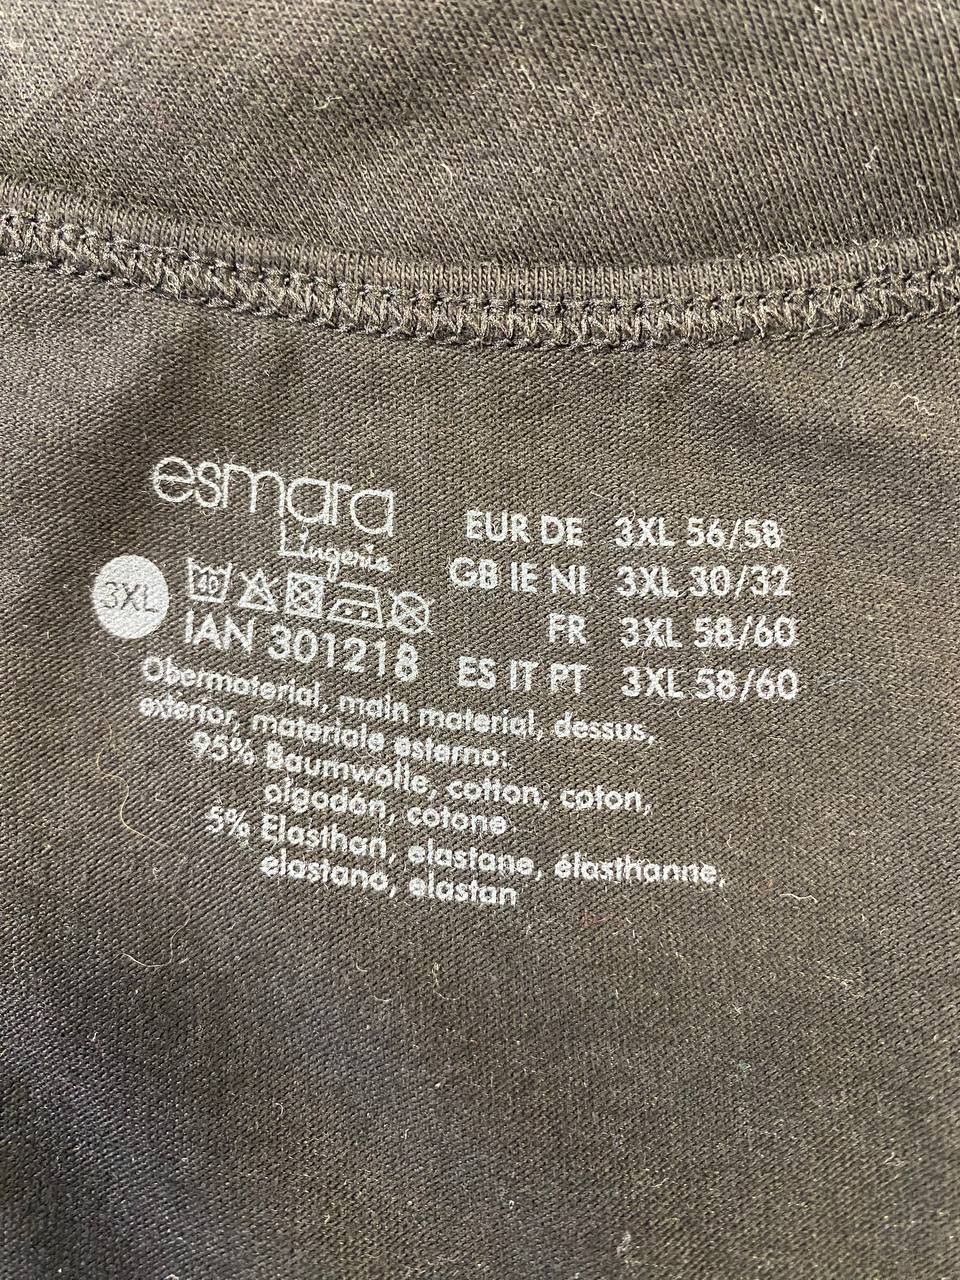 esmara
Lingerie
3XL
40
IAN 301218
EUR DE 3XL 56/58
GB IE NI 3XL 30/32
FR 3XL 58/60
ES IT PT 3XL 58/60
Obermaterial, main material, dessus,
exterior, materiale esterno:
95% Baumwolle, cotton, coton,
algodón, cotone
5% Elasthan, elastane, élasthanne,
elastano, elastan